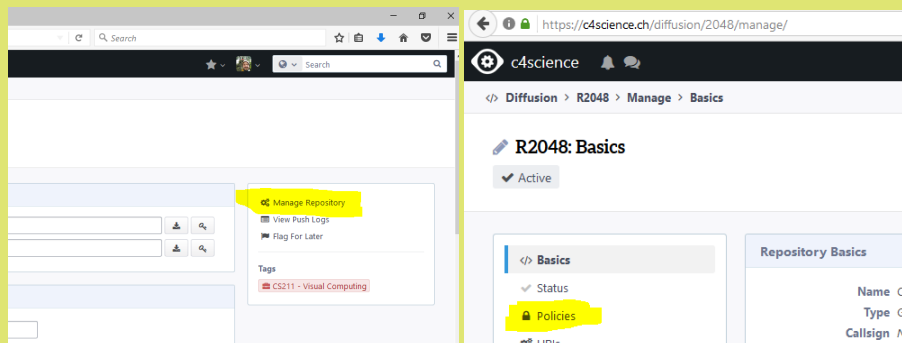 Search
Search
Manage Repository
View Push Logs
Flag For Later
Tags
CS211 - Visual Computing
https://c4science.ch/diffusion/2048/manage/
c4science
Diffusion > R2048 > Manage > Basics
R2048: Basics
Active
Basics
Status
Policies
Repository Basics
Name
Type
Callsign